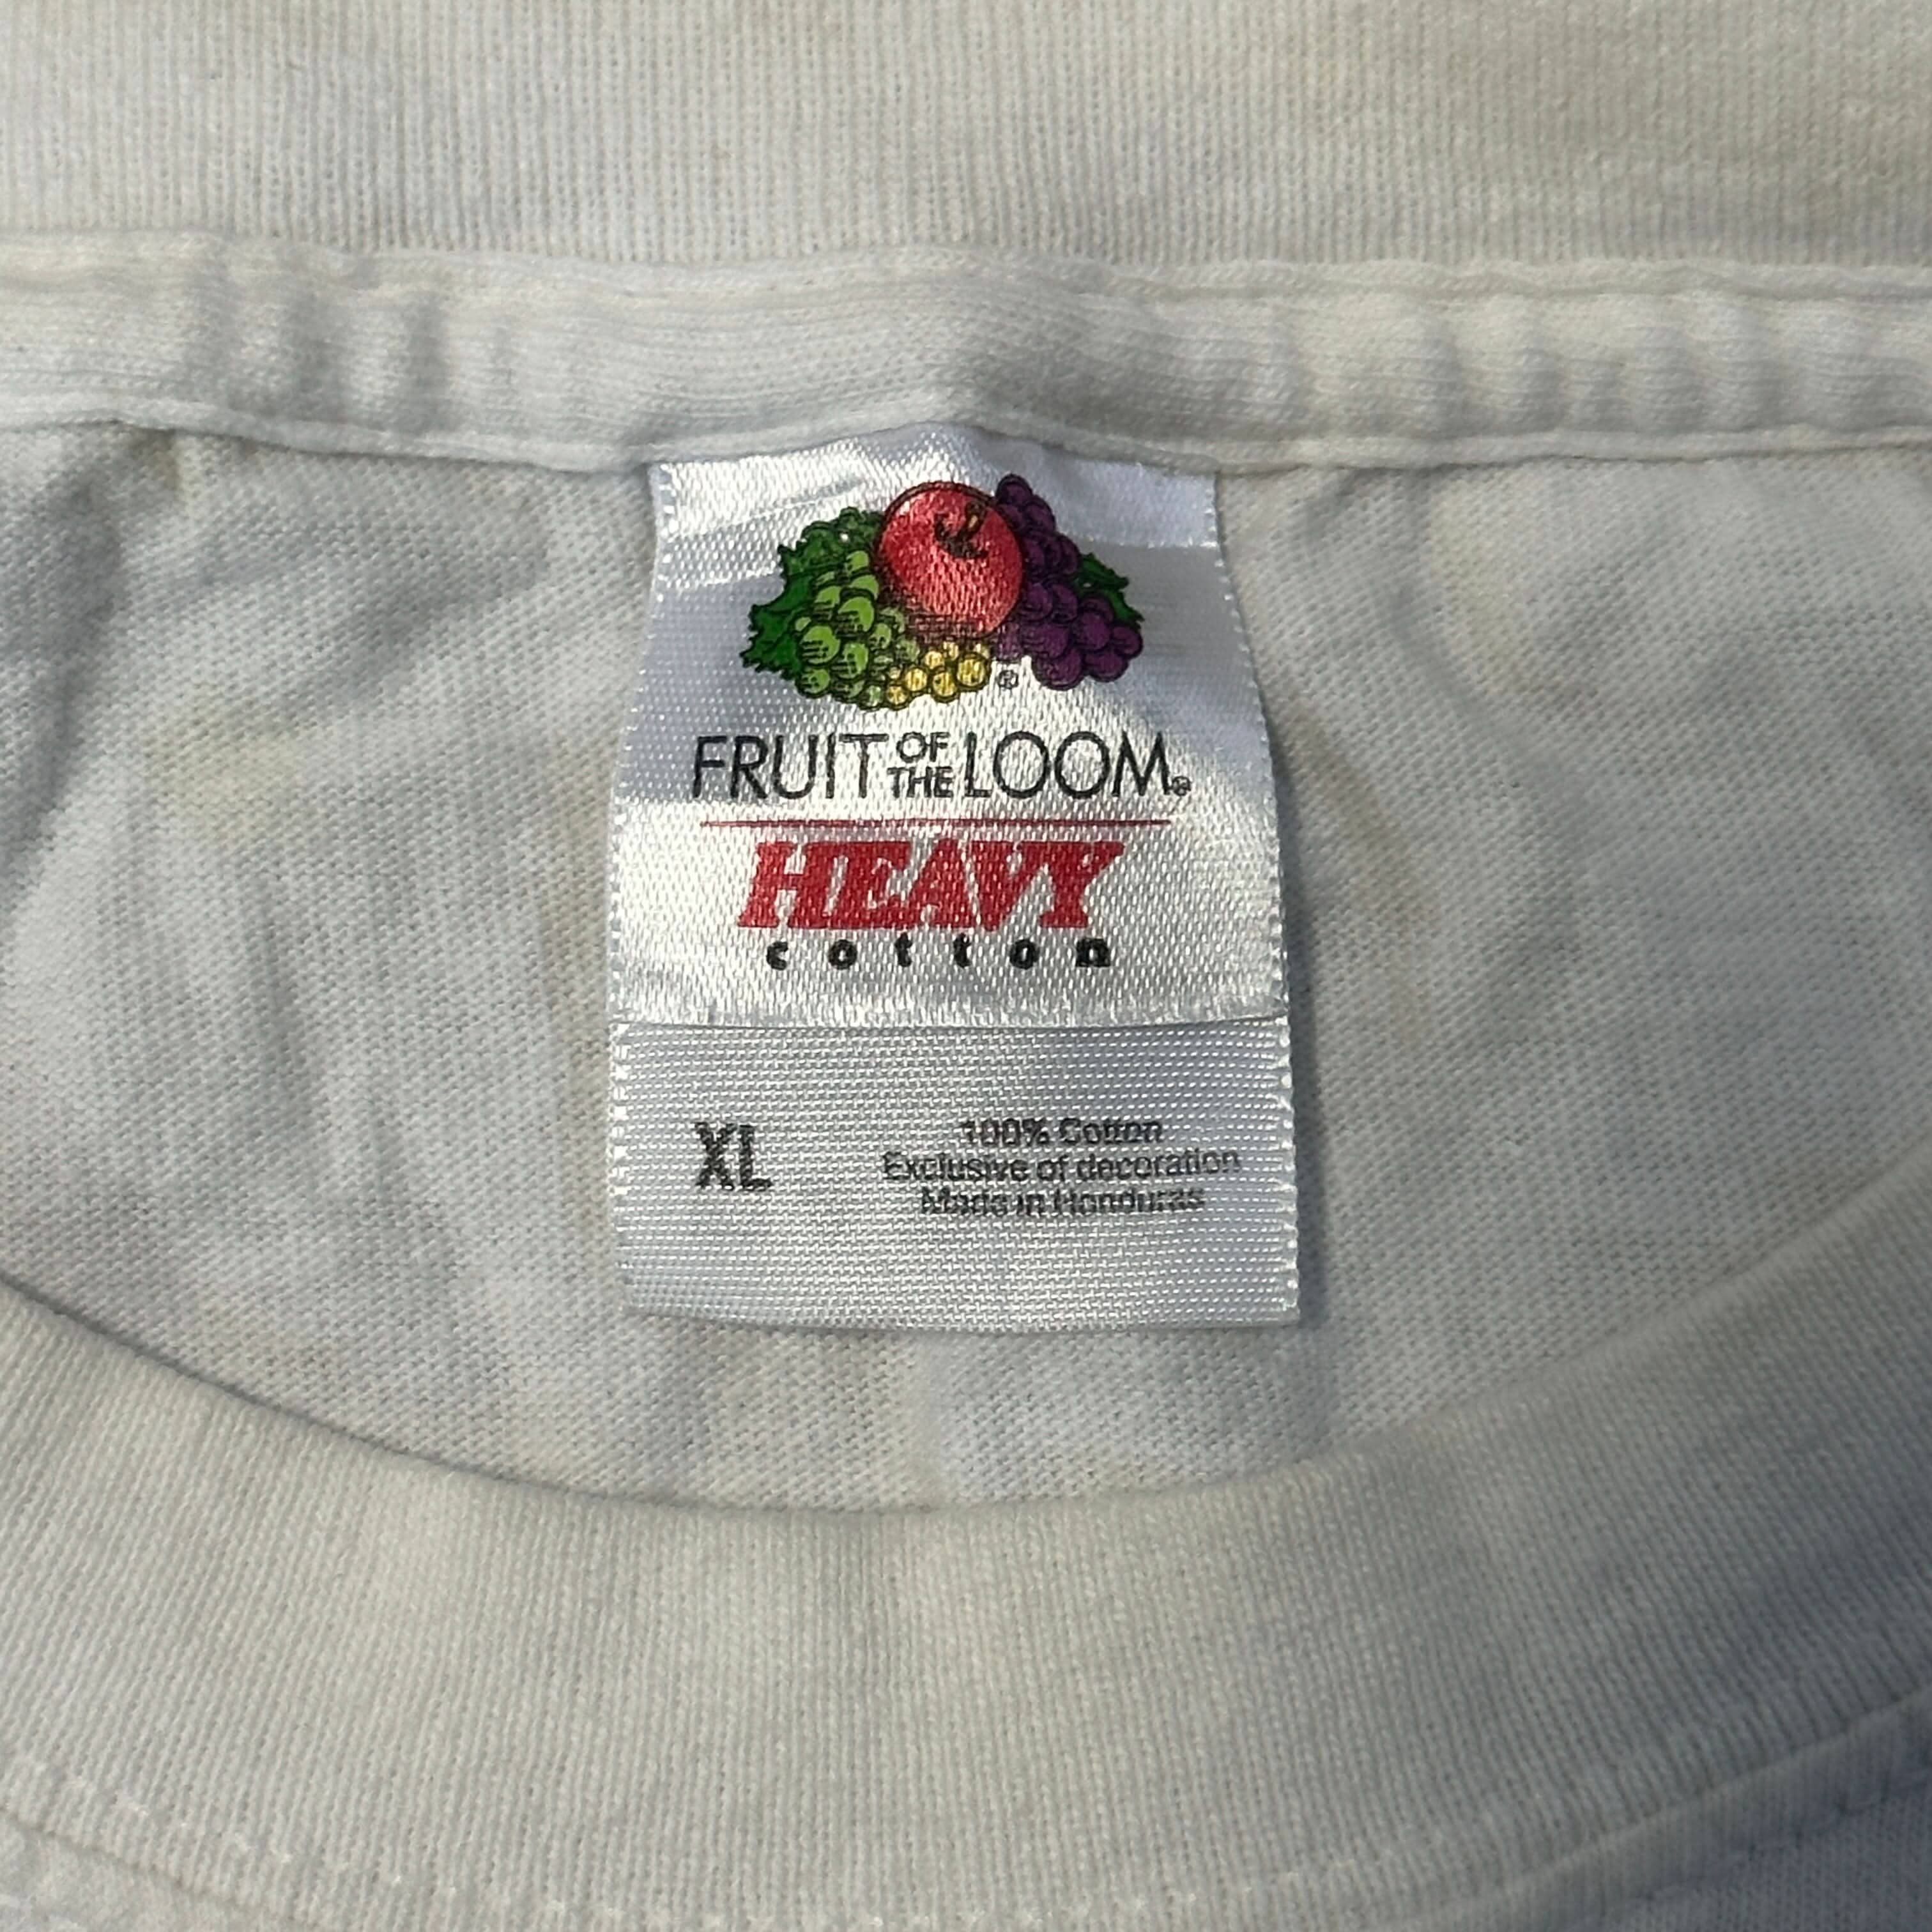 FRUIT OF THE LOOM®
HEAVY
cotton
XL
100% Cotton
Exclusive of decoration
Made in Honduras